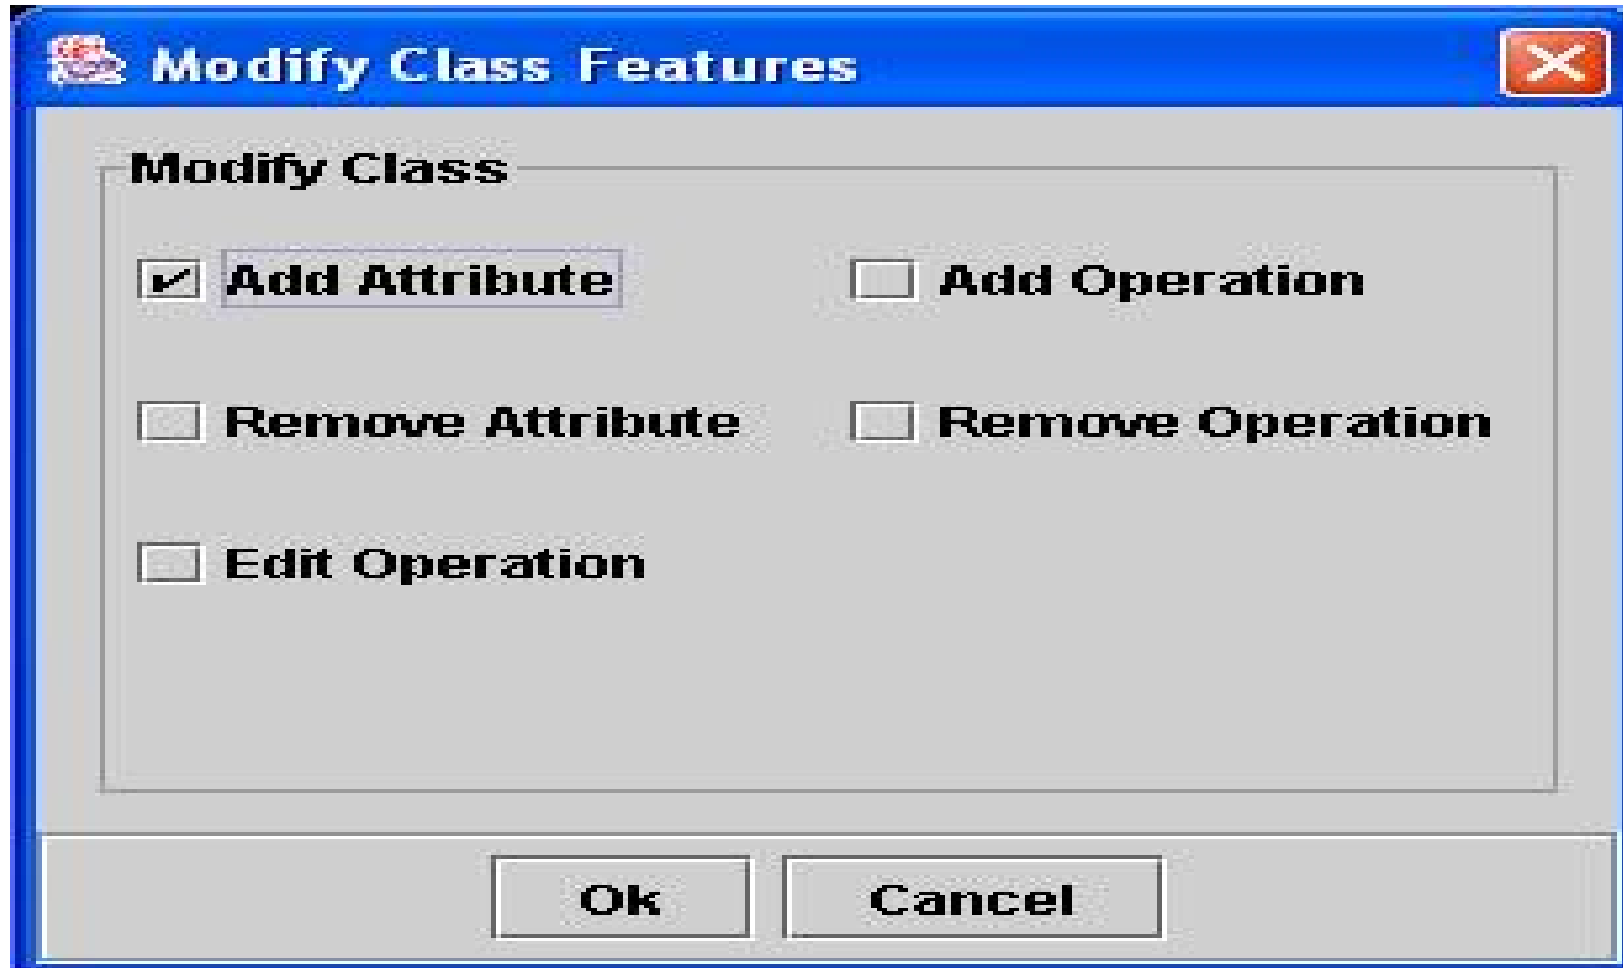 Modify Class Features
Modify Class
Add Attribute Add Operation
Remove Attribute Remove Operation
Edit Operation
Ok Cancel